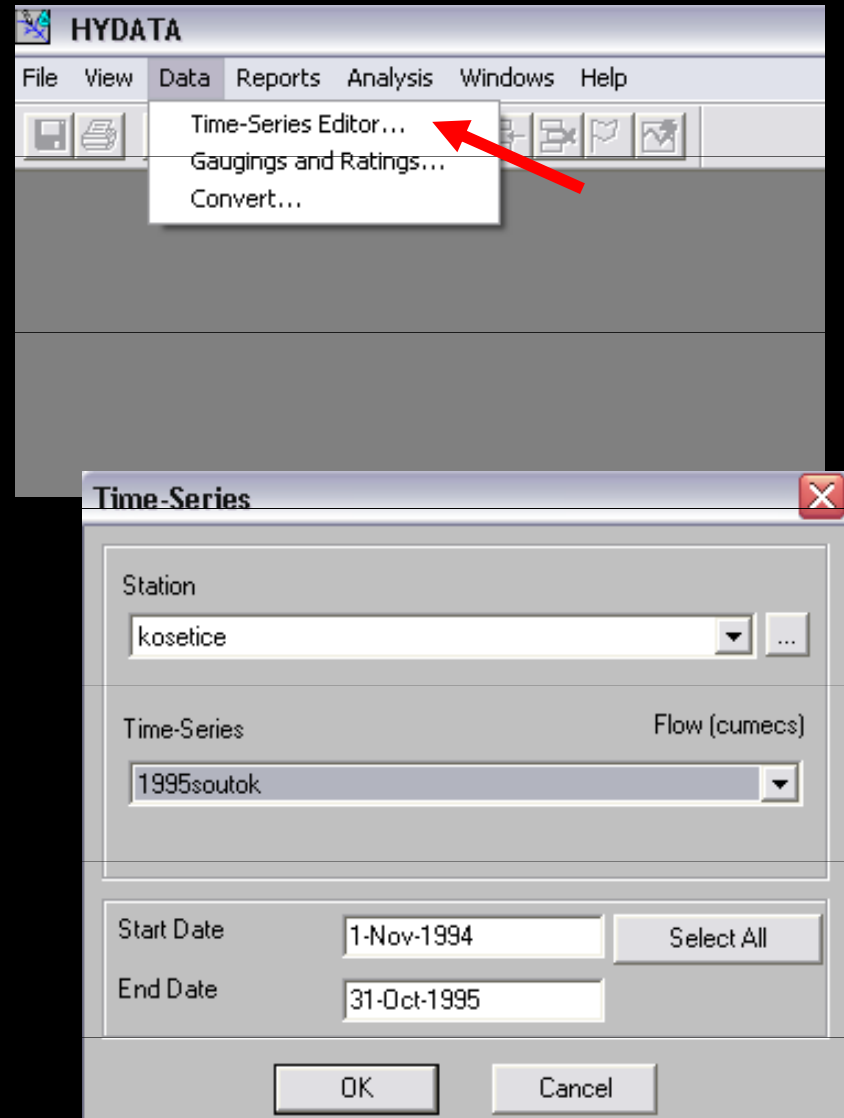 HYDATA
File View Data Reports Analysis Windows Help
Time-Series Editor...
Gaugings and Ratings...
Convert...
Time-Series
Station
kosetice
...
Time-Series Flow (cumecs)
1995soutok
Start Date 1-Nov-1994 Select All
End Date 31-Oct-1995
OK Cancel